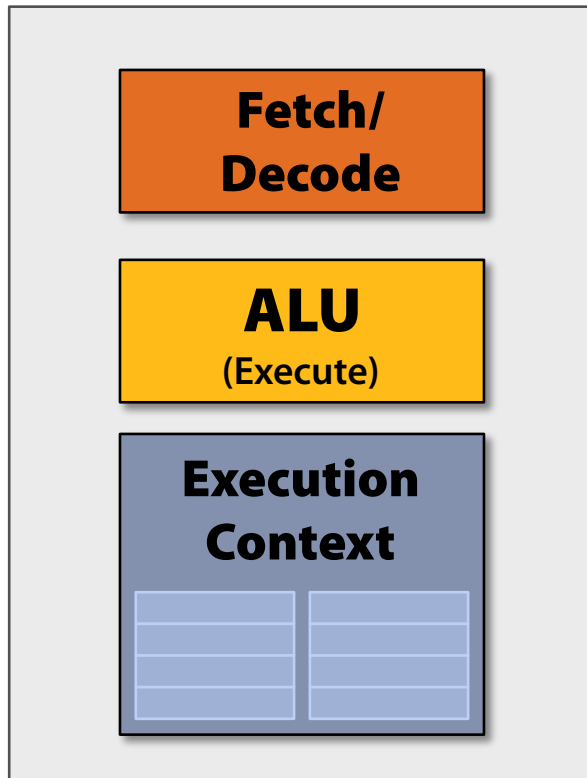 Fetch/
Decode
ALU
(Execute)
Execution
Context